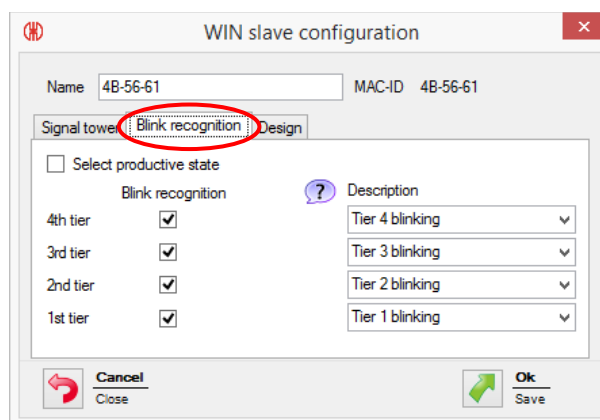 WIN slave configuration
Name 4B-56-61 MAC-ID 4B-56-61
Signal tower Blink recognition Design
Select productive state
Blink recognition ? Description
4th tier Tier 4 blinking
3rd tier Tier 3 blinking
2nd tier Tier 2 blinking
1st tier Tier 1 blinking
Cancel Ok
Close Save